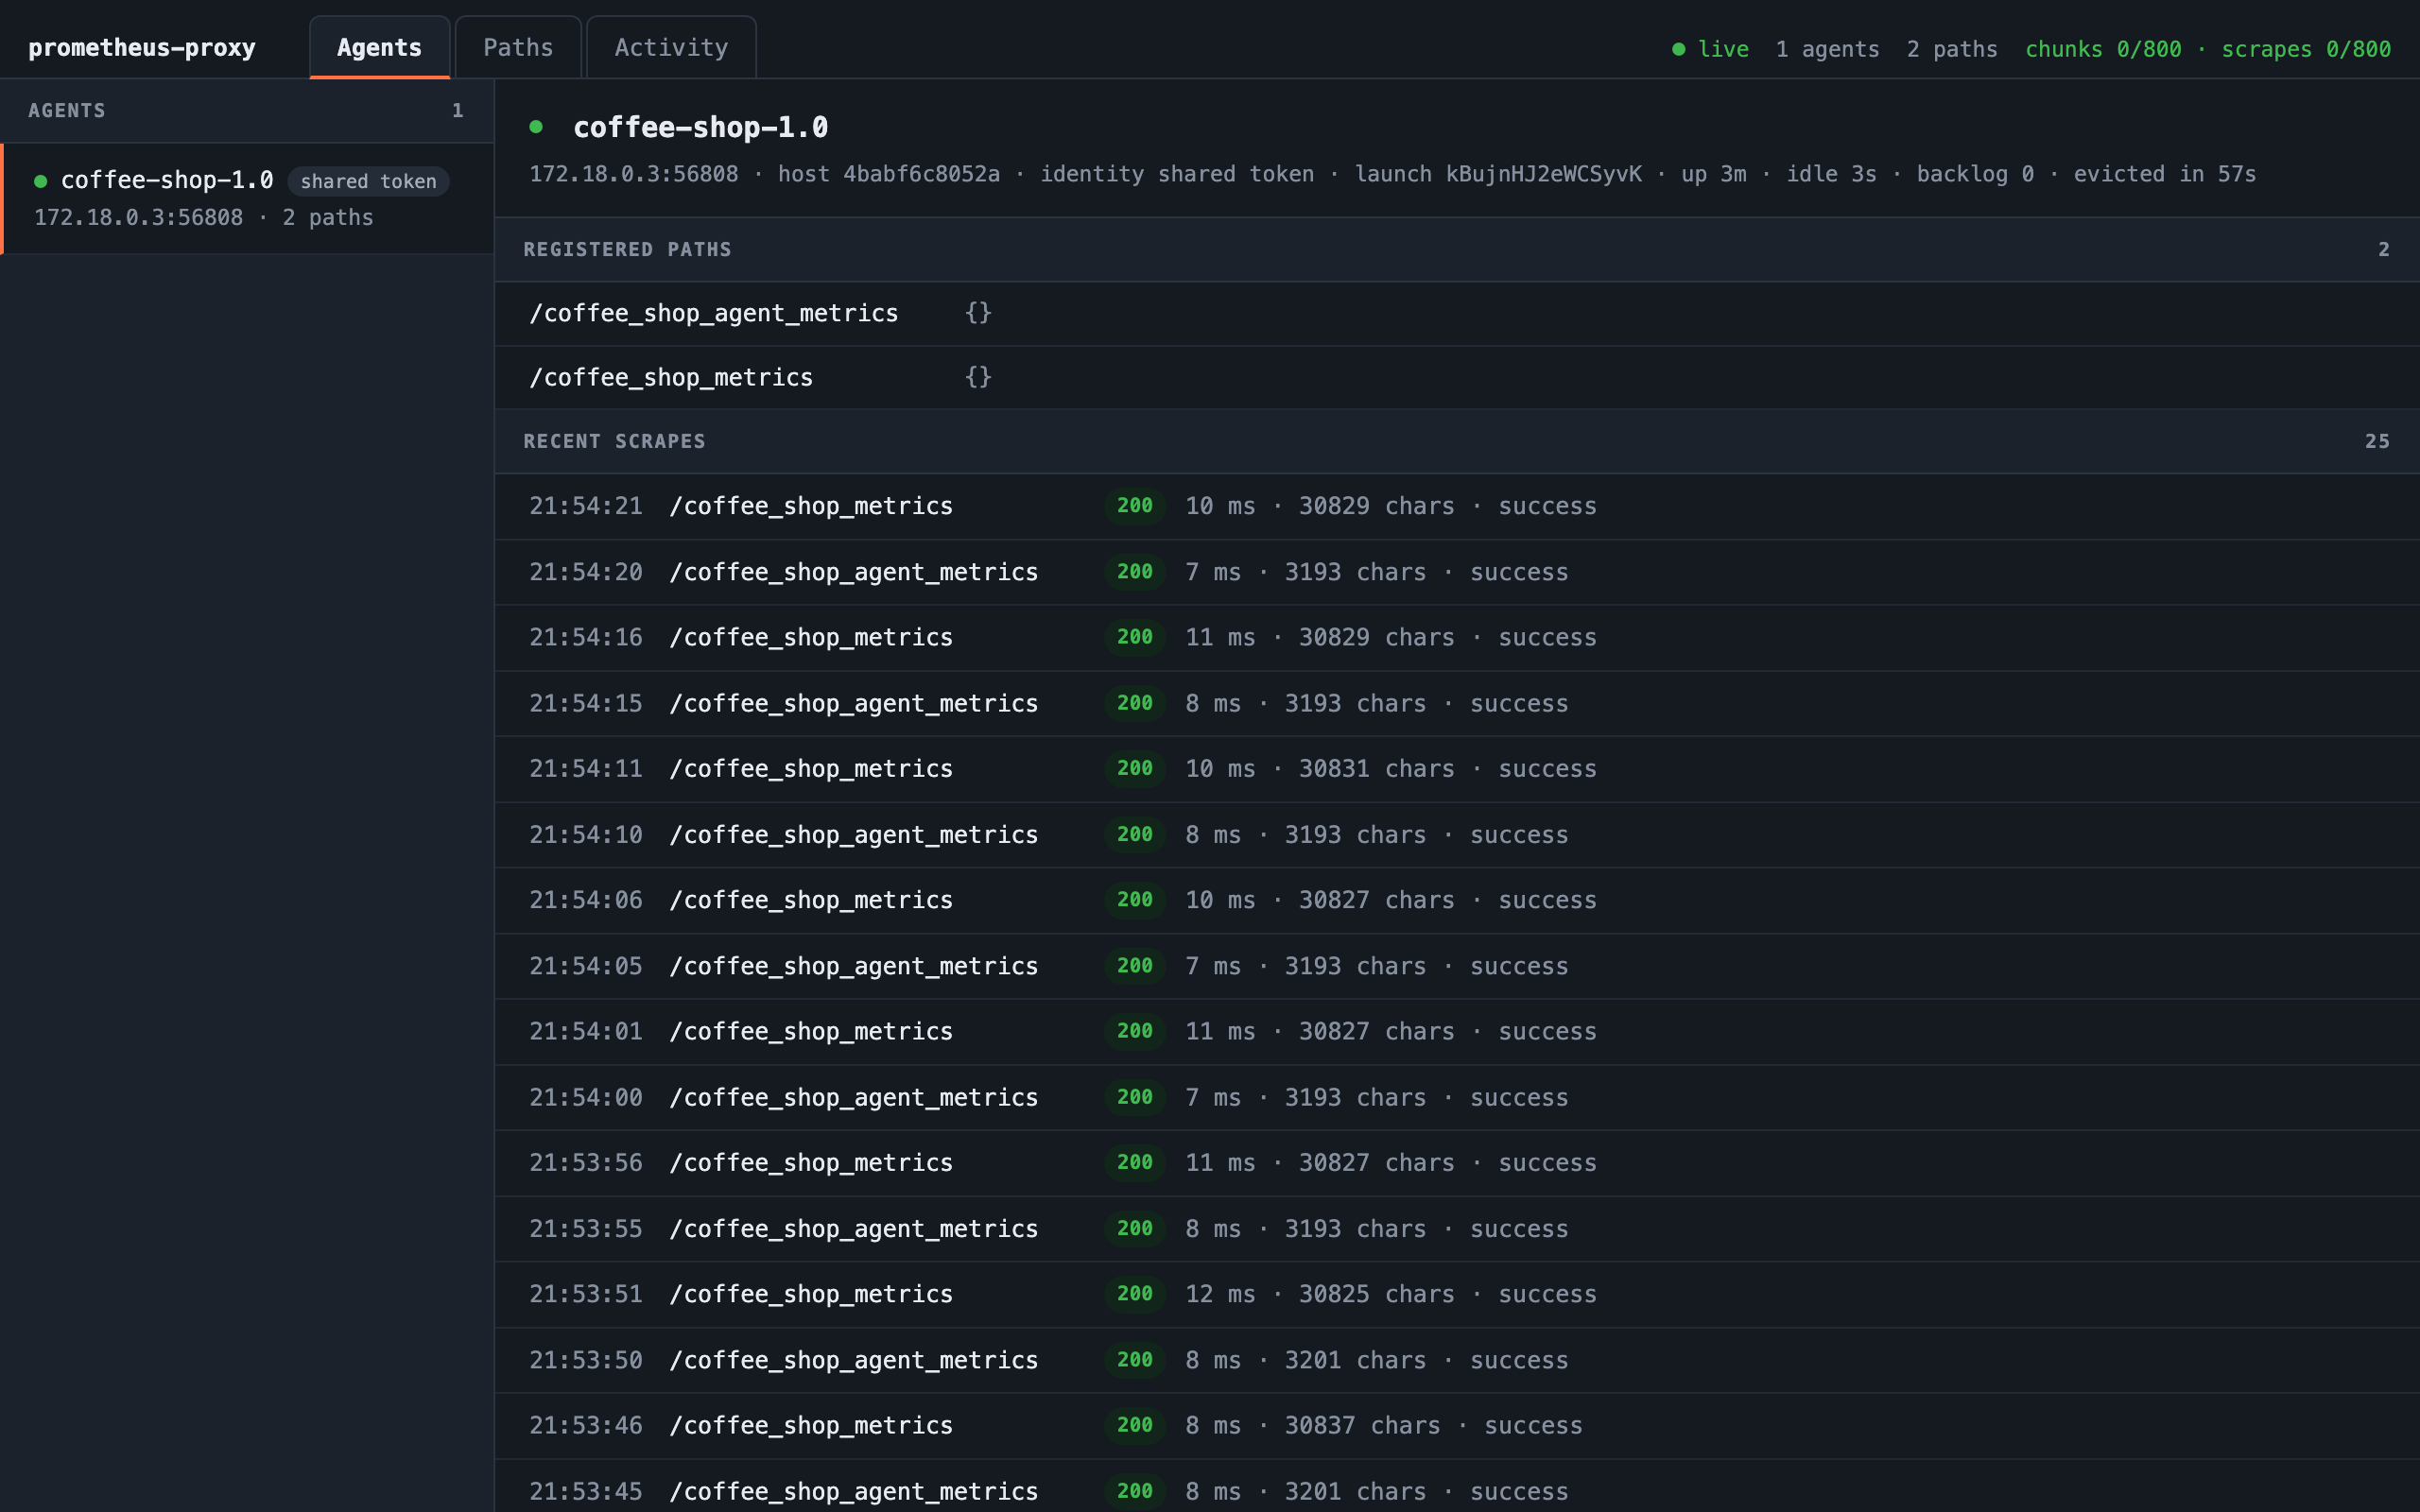 prometheus-proxy Agents Paths Activity ● live 1 agents 2 paths chunks 0/800 · scrapes 0/800
AGENTS 1
coffee-shop-1.0 shared token
172.18.0.3:56808 · 2 paths
coffee-shop-1.0
172.18.0.3:56808 · host 4babf6c8052a · identity shared token · launch kBujnHJ2eWCSyvK · up 3m · idle 3s · backlog 0 · evicted in 57s
REGISTERED PATHS 2
/coffee_shop_agent_metrics {}
/coffee_shop_metrics {}
RECENT SCRAPES 25
21:54:21 /coffee_shop_metrics 200 10 ms · 30829 chars · success
21:54:20 /coffee_shop_agent_metrics 200 7 ms · 3193 chars · success
21:54:16 /coffee_shop_metrics 200 11 ms · 30829 chars · success
21:54:15 /coffee_shop_agent_metrics 200 8 ms · 3193 chars · success
21:54:11 /coffee_shop_metrics 200 10 ms · 30831 chars · success
21:54:10 /coffee_shop_agent_metrics 200 8 ms · 3193 chars · success
21:54:06 /coffee_shop_metrics 200 10 ms · 30827 chars · success
21:54:05 /coffee_shop_agent_metrics 200 7 ms · 3193 chars · success
21:54:01 /coffee_shop_metrics 200 11 ms · 30827 chars · success
21:54:00 /coffee_shop_agent_metrics 200 7 ms · 3193 chars · success
21:53:56 /coffee_shop_metrics 200 11 ms · 30827 chars · success
21:53:55 /coffee_shop_agent_metrics 200 8 ms · 3193 chars · success
21:53:51 /coffee_shop_metrics 200 12 ms · 30825 chars · success
21:53:50 /coffee_shop_agent_metrics 200 8 ms · 3201 chars · success
21:53:46 /coffee_shop_metrics 200 8 ms · 30837 chars · success
21:53:45 /coffee_shop_agent_metrics 200 8 ms · 3201 chars · success